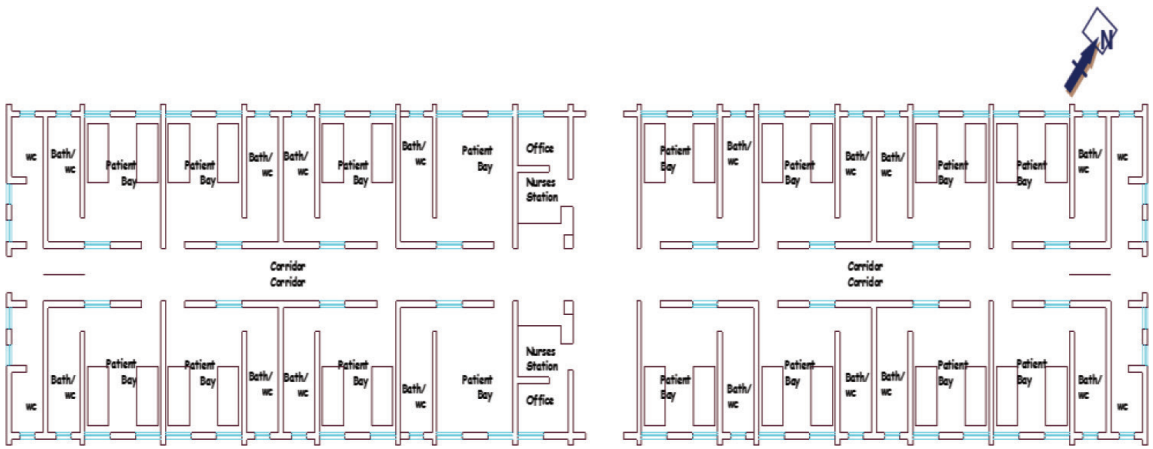 N
wc
Bath/
wc
Patient
Bay
Patient
Bay
Bath/
wc
Bath/
wc
Patient
Bay
Bath/
wc
Patient
Bay
Office
Nurses
Station
Patient
Bay
Bath/
wc
Patient
Bay
Bath/
wc
Bath/
wc
Patient
Bay
Patient
Bay
Bath/
wc
wc
Corridor
Corridor
Corridor
Corridor
wc
Bath/
wc
Patient
Bay
Patient
Bay
Bath/
wc
Bath/
wc
Patient
Bay
Bath/
wc
Patient
Bay
Nurses
Station
Office
Patient
Bay
Bath/
wc
Patient
Bay
Bath/
wc
Bath/
wc
Patient
Bay
Patient
Bay
Bath/
wc
wc